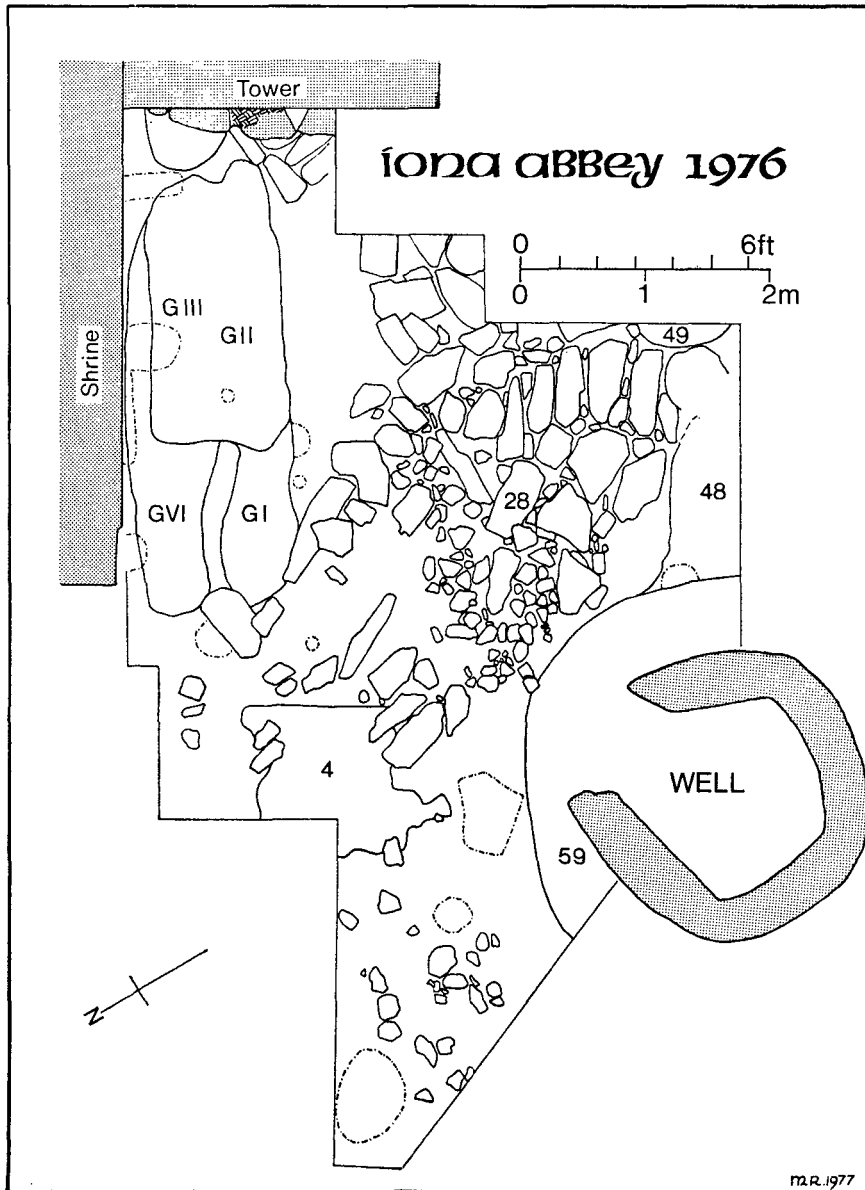 Tower
iona abbey 1976
0 6ft
0 1 2m
Shrine
GIII
GII
49
48
28
GVI
GI
4
WELL
59
N
M.R.1977